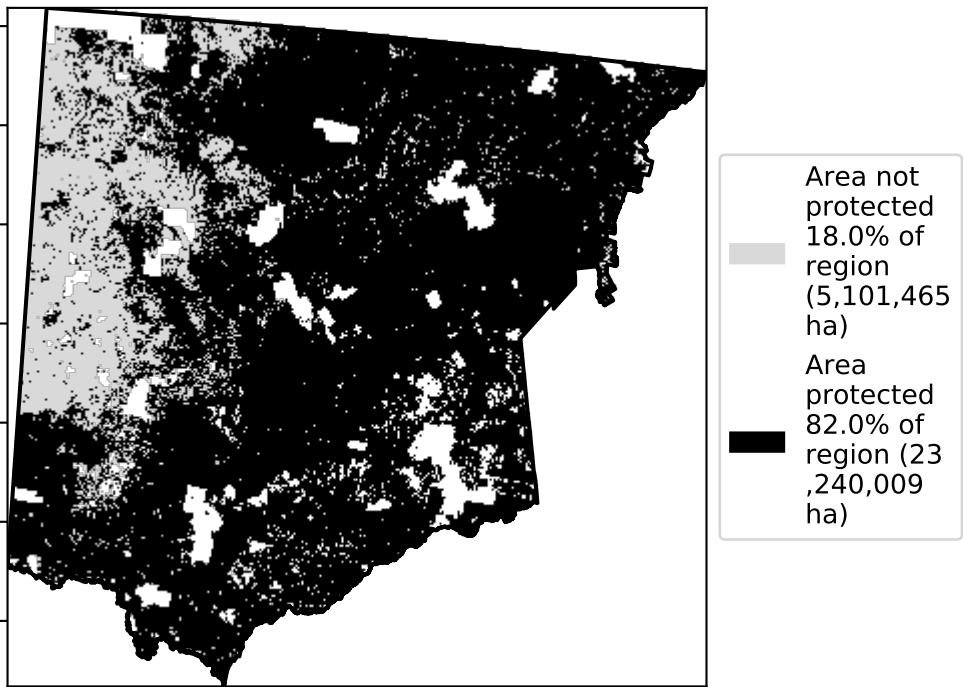 Area not
protected
18.0% of
region
(5,101,465
ha)
Area
protected
82.0% of
region (23
,240,009
ha)